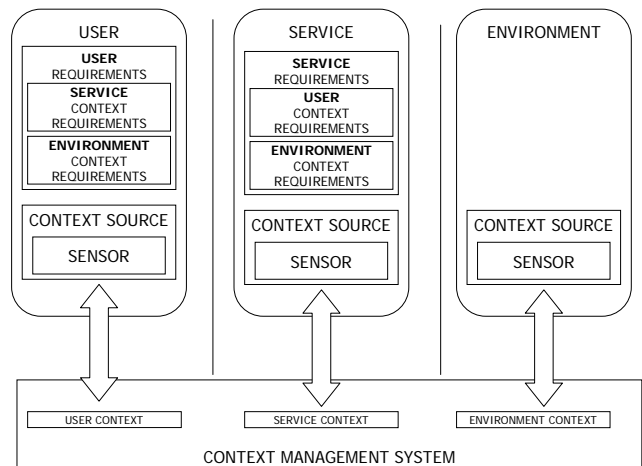 USER
USER
REQUIREMENTS
SERVICE
CONTEXT
REQUIREMENTS
ENVIRONMENT
CONTEXT
REQUIREMENTS
CONTEXT SOURCE
SENSOR
SERVICE
SERVICE
REQUIREMENTS
USER
CONTEXT
REQUIREMENTS
ENVIRONMENT
CONTEXT
REQUIREMENTS
CONTEXT SOURCE
SENSOR
ENVIRONMENT
CONTEXT SOURCE
SENSOR
USER CONTEXT
SERVICE CONTEXT
ENVIRONMENT CONTEXT
CONTEXT MANAGEMENT SYSTEM